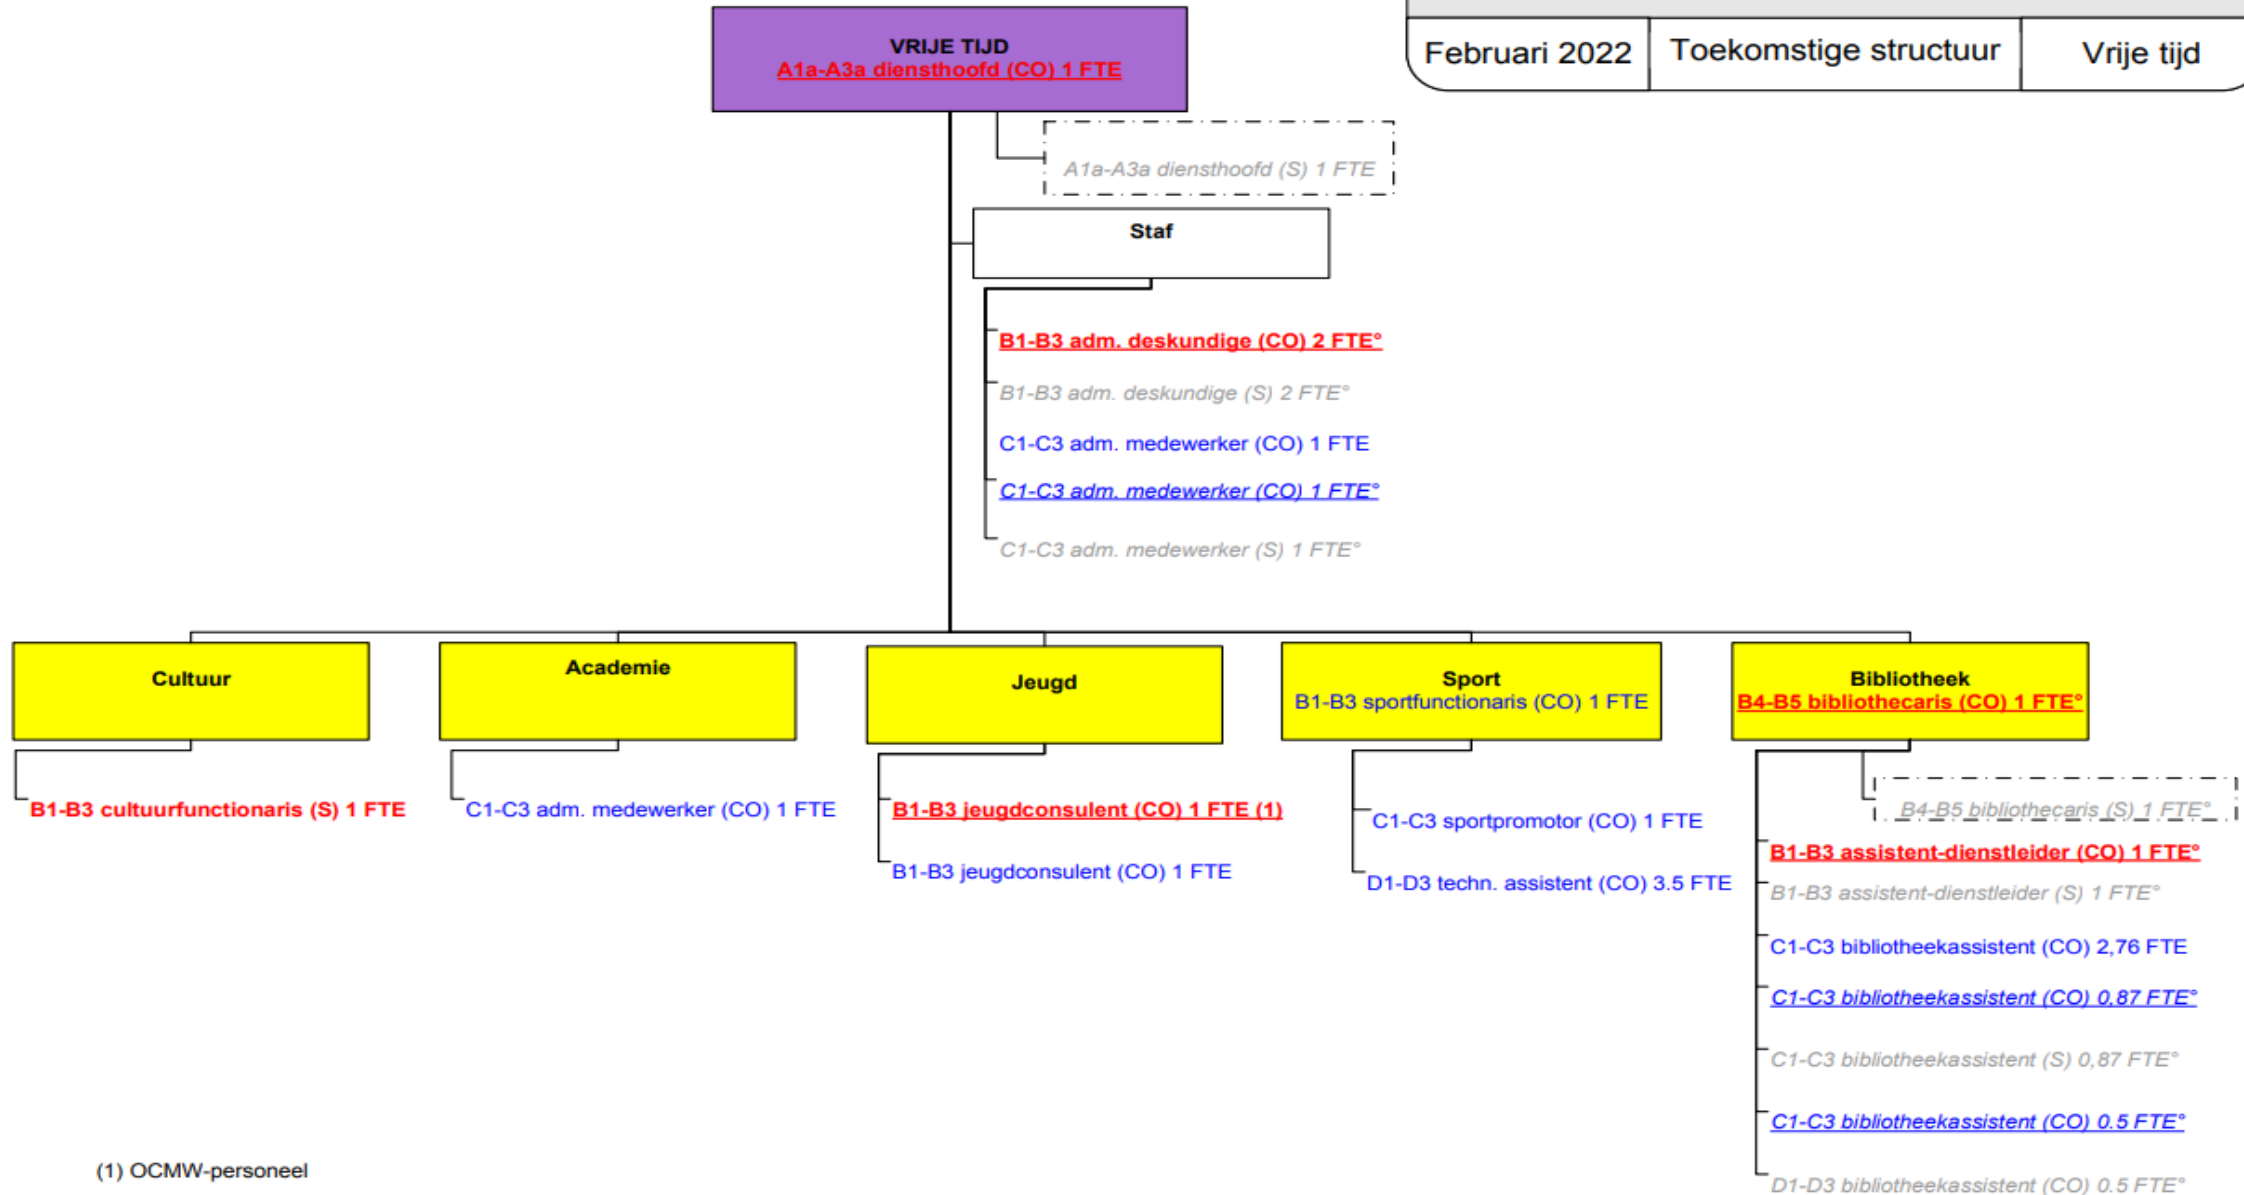 VRIJE TIJD
A1a-A3a diensthoofd (CO) 1 FTE
Februari 2022
Toekomstige structuur
Vrije tijd
A1a-A3a diensthoofd (S) 1 FTE
Staf
B1-B3 adm. deskundige (CO) 2 FTE°
B1-B3 adm. deskundige (S) 2 FTE°
C1-C3 adm. medewerker (CO) 1 FTE
C1-C3 adm. medewerker (CO) 1 FTE°
C1-C3 adm. medewerker (S) 1 FTE°
Cultuur
B1-B3 cultuurfunctionaris (S) 1 FTE
Academie
C1-C3 adm. medewerker (CO) 1 FTE
Jeugd
B1-B3 jeugdconsulent (CO) 1 FTE (1)
B1-B3 jeugdconsulent (CO) 1 FTE
Sport
B1-B3 sportfunctionaris (CO) 1 FTE
C1-C3 sportpromotor (CO) 1 FTE
D1-D3 techn. assistent (CO) 3.5 FTE
Bibliotheek
B4-B5 bibliothecaris (CO) 1 FTE°
B4-B5 bibliothecaris (S) 1 FTE°
B1-B3 assistent-dienstleider (CO) 1 FTE°
B1-B3 assistent-dienstleider (S) 1 FTE°
C1-C3 bibliotheekassistent (CO) 2,76 FTE
C1-C3 bibliotheekassistent (CO) 0,87 FTE°
C1-C3 bibliotheekassistent (S) 0,87 FTE°
C1-C3 bibliotheekassistent (CO) 0.5 FTE°
D1-D3 bibliotheekassistent (CO) 0.5 FTE°
(1) OCMW-personeel